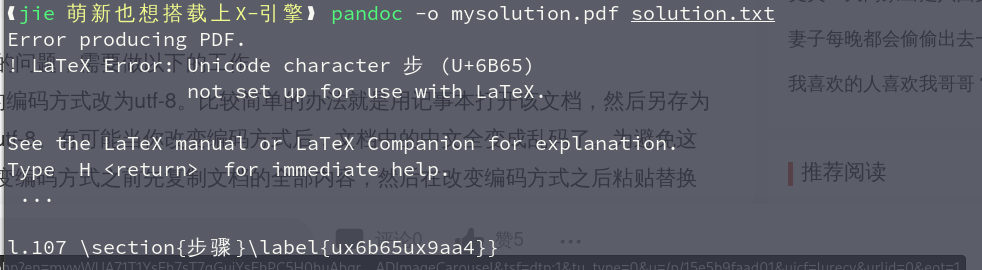 ❨jie 萌新也想搭载上X-引擎❩ pandoc -o mysolution.pdf solution.txt
Error producing PDF.
! LaTeX Error: Unicode character 步 (U+6B65)
not set up for use with LaTeX.
See the LaTeX manual or LaTeX Companion for explanation.
Type H <return> for immediate help.
...
l.107 \section{步骤}\label{ux6b65ux9aa4}}
的编码方式改为utf-8。比较简单的办法就是用记事本打开该文档，然后另存为
变编码方式之前先复制文档的全部内容，然后在改变编码方式之后粘贴替换
评论0 赞5 ...
妻子每晚都会偷偷出去
我喜欢的人喜欢我哥哥
推荐阅读